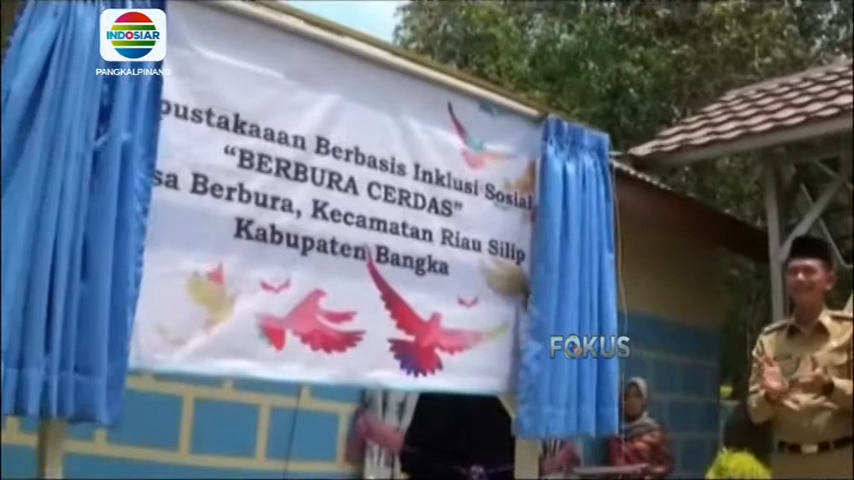 INDOSIAR
PANGKALPINANG
pustakaaan Berbasis Inklusi Sosial
"BERBURA CERDAS"
sa Berbura, Kecamatan Riau Silip
Kabupaten Bangka
FOKUS